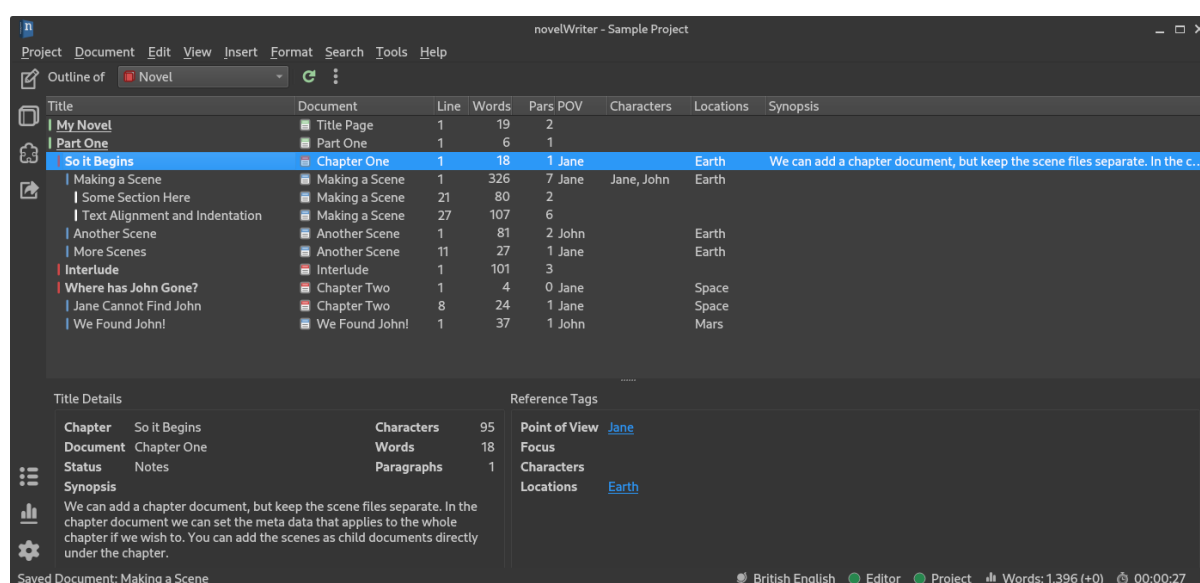 n
novelWriter - Sample Project
Project Document Edit View Insert Format Search Tools Help
Outline of Novel
Title Document Line Words Pars POV Characters Locations Synopsis
My Novel Title Page 1 19 2
Part One Part One 1 6 1
So it Begins Chapter One 1 18 1 Jane Earth We can add a chapter document, but keep the scene files separate. In the c...
Making a Scene Making a Scene 1 326 7 Jane Jane, John Earth
Some Section Here Making a Scene 21 80 2
Text Alignment and Indentation Making a Scene 27 107 6
Another Scene Another Scene 1 81 2 John Earth
More Scenes Another Scene 11 27 1 Jane Earth
Interlude Interlude 1 101 3
Where has John Gone? Chapter Two 1 4 0 Jane Space
Jane Cannot Find John Chapter Two 8 24 1 Jane Space
We Found John! We Found John! 1 37 1 John Mars
Title Details
Chapter So it Begins Characters 95
Document Chapter One Words 18
Status Notes Paragraphs 1
Synopsis
We can add a chapter document, but keep the scene files separate. In the
chapter document we can set the meta data that applies to the whole
chapter if we wish to. You can add the scenes as child documents directly
under the chapter.
Reference Tags
Point of View Jane
Focus
Characters
Locations Earth
Saved Document: Making a Scene British English Editor Project Words: 1,396 (+0) 00:00:27